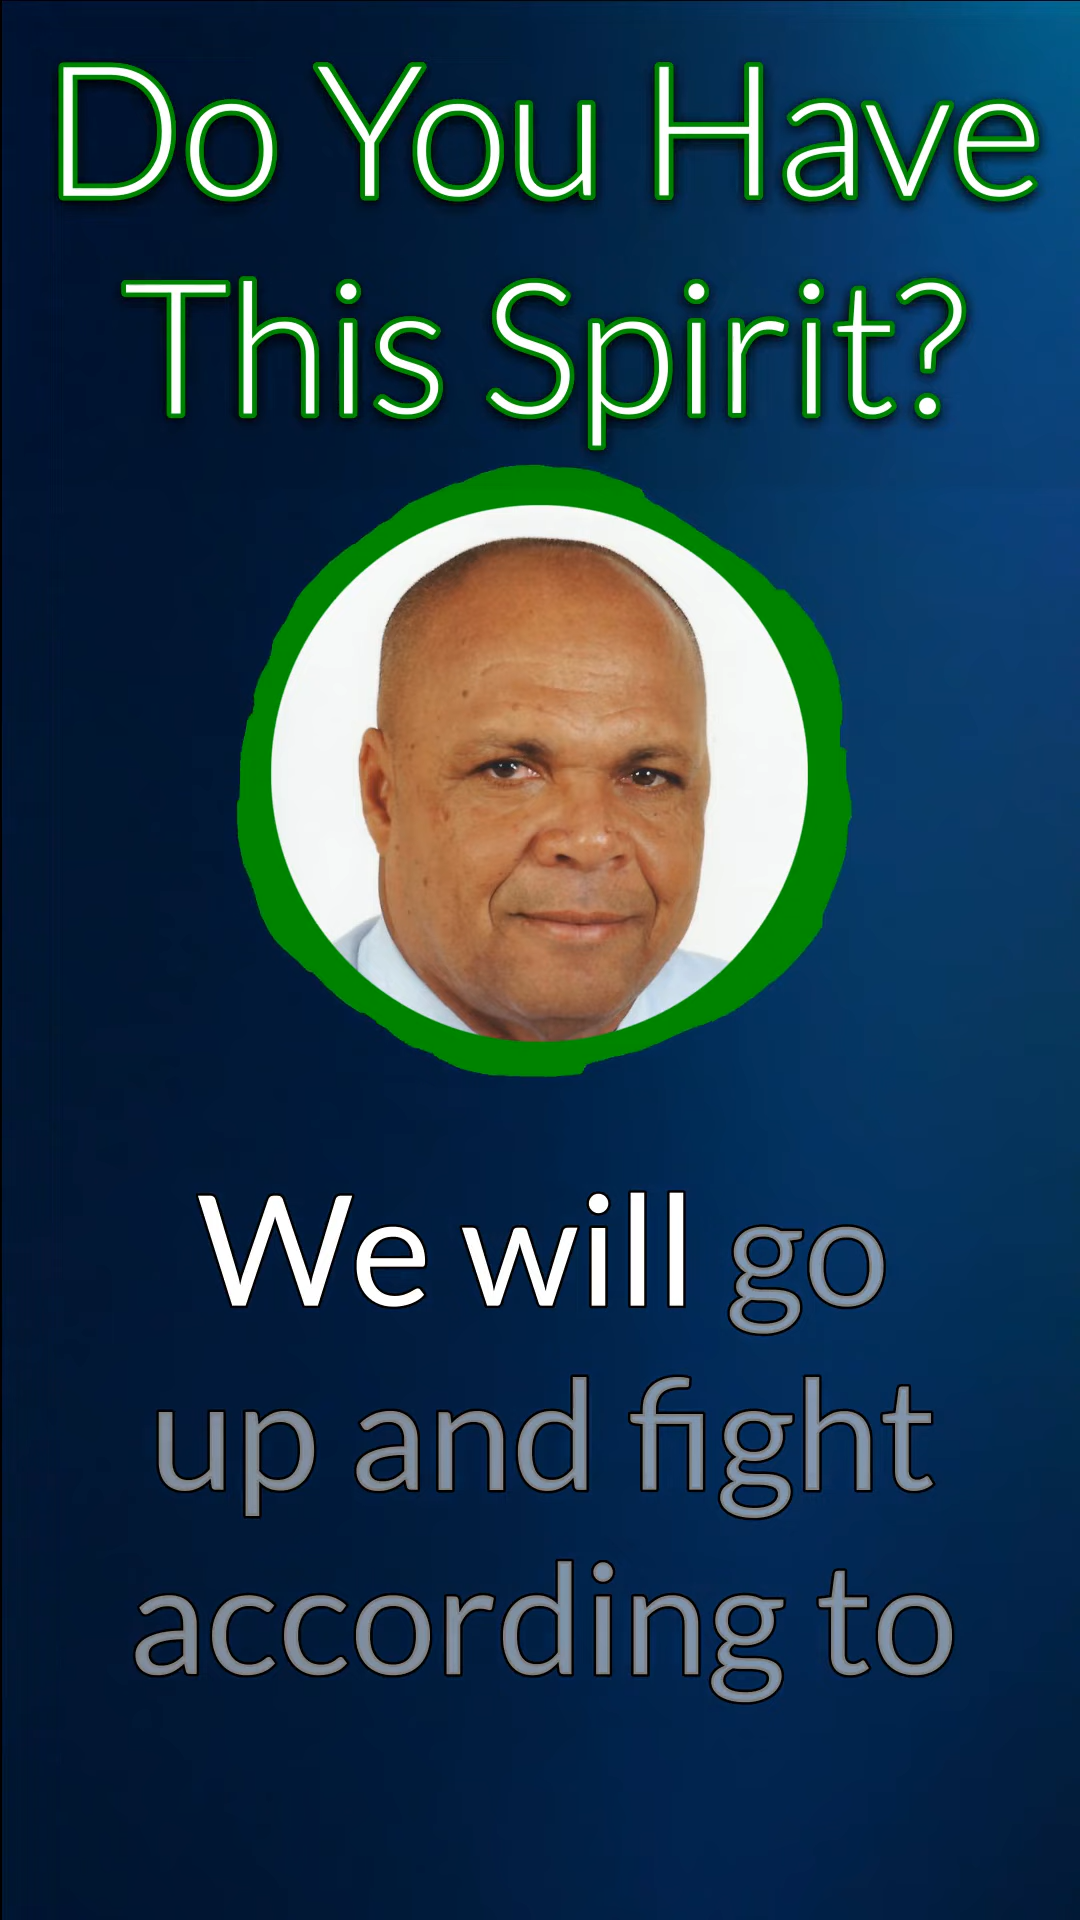 Do You Have
This Spirit?
We will go
up and fight
according to